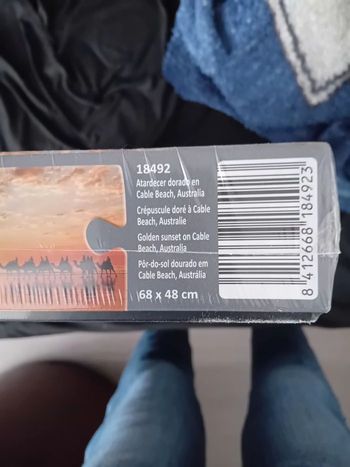 18492
Atardecer dorado en
Cable Beach, Australia
Crépuscule doré à Cable
Beach, Australie
Golden sunset on Cable
Beach, Australia
Pôr-do-sol dourado em
Cable Beach, Austrália
68 x 48 cm
8 412668 184923